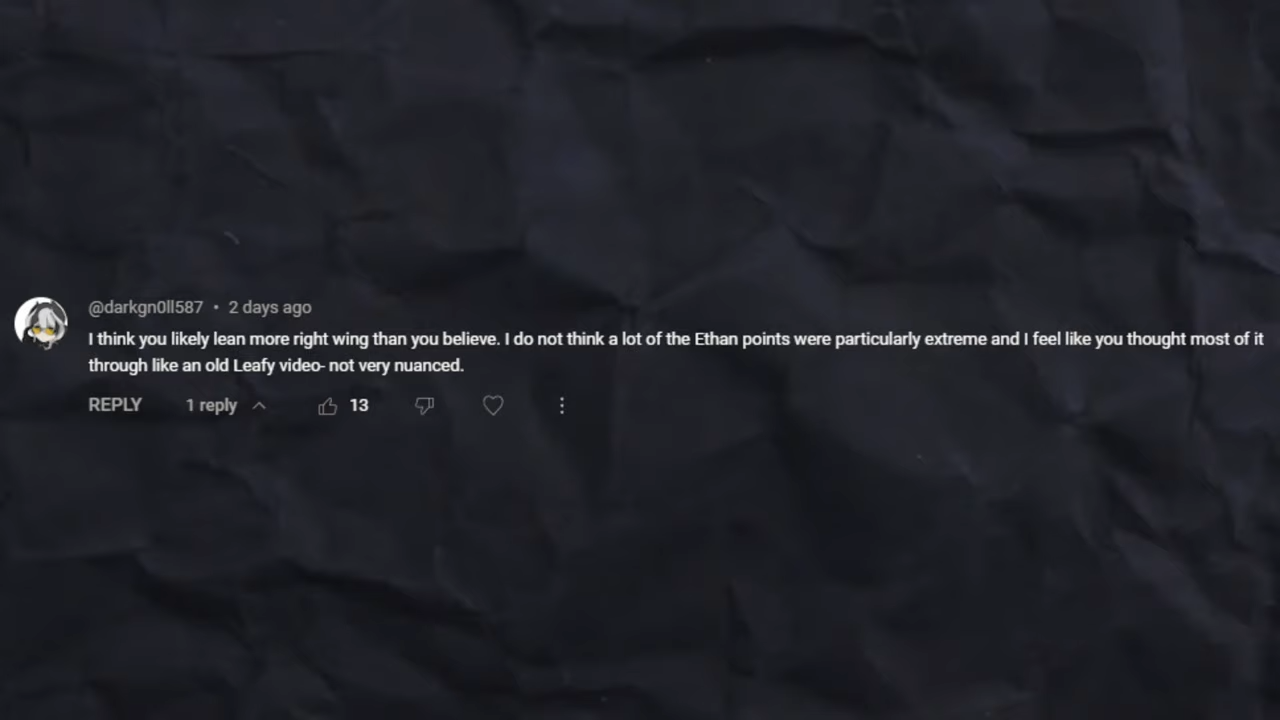 @darkgn0ll587 • 2 days ago
I think you likely lean more right wing than you believe. I do not think a lot of the Ethan points were particularly extreme and I feel like you thought most of it
through like an old Leafy video- not very nuanced.
REPLY 1 reply 13